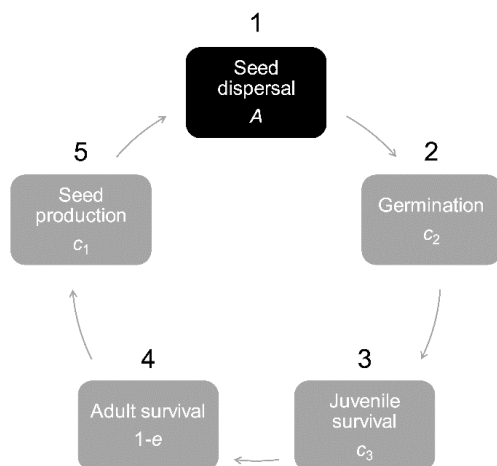 1
Seed
dispersal
A
2
Germination
c₂
3
Juvenile
survival
c₃
4
Adult survival
1-e
5
Seed
production
c₁